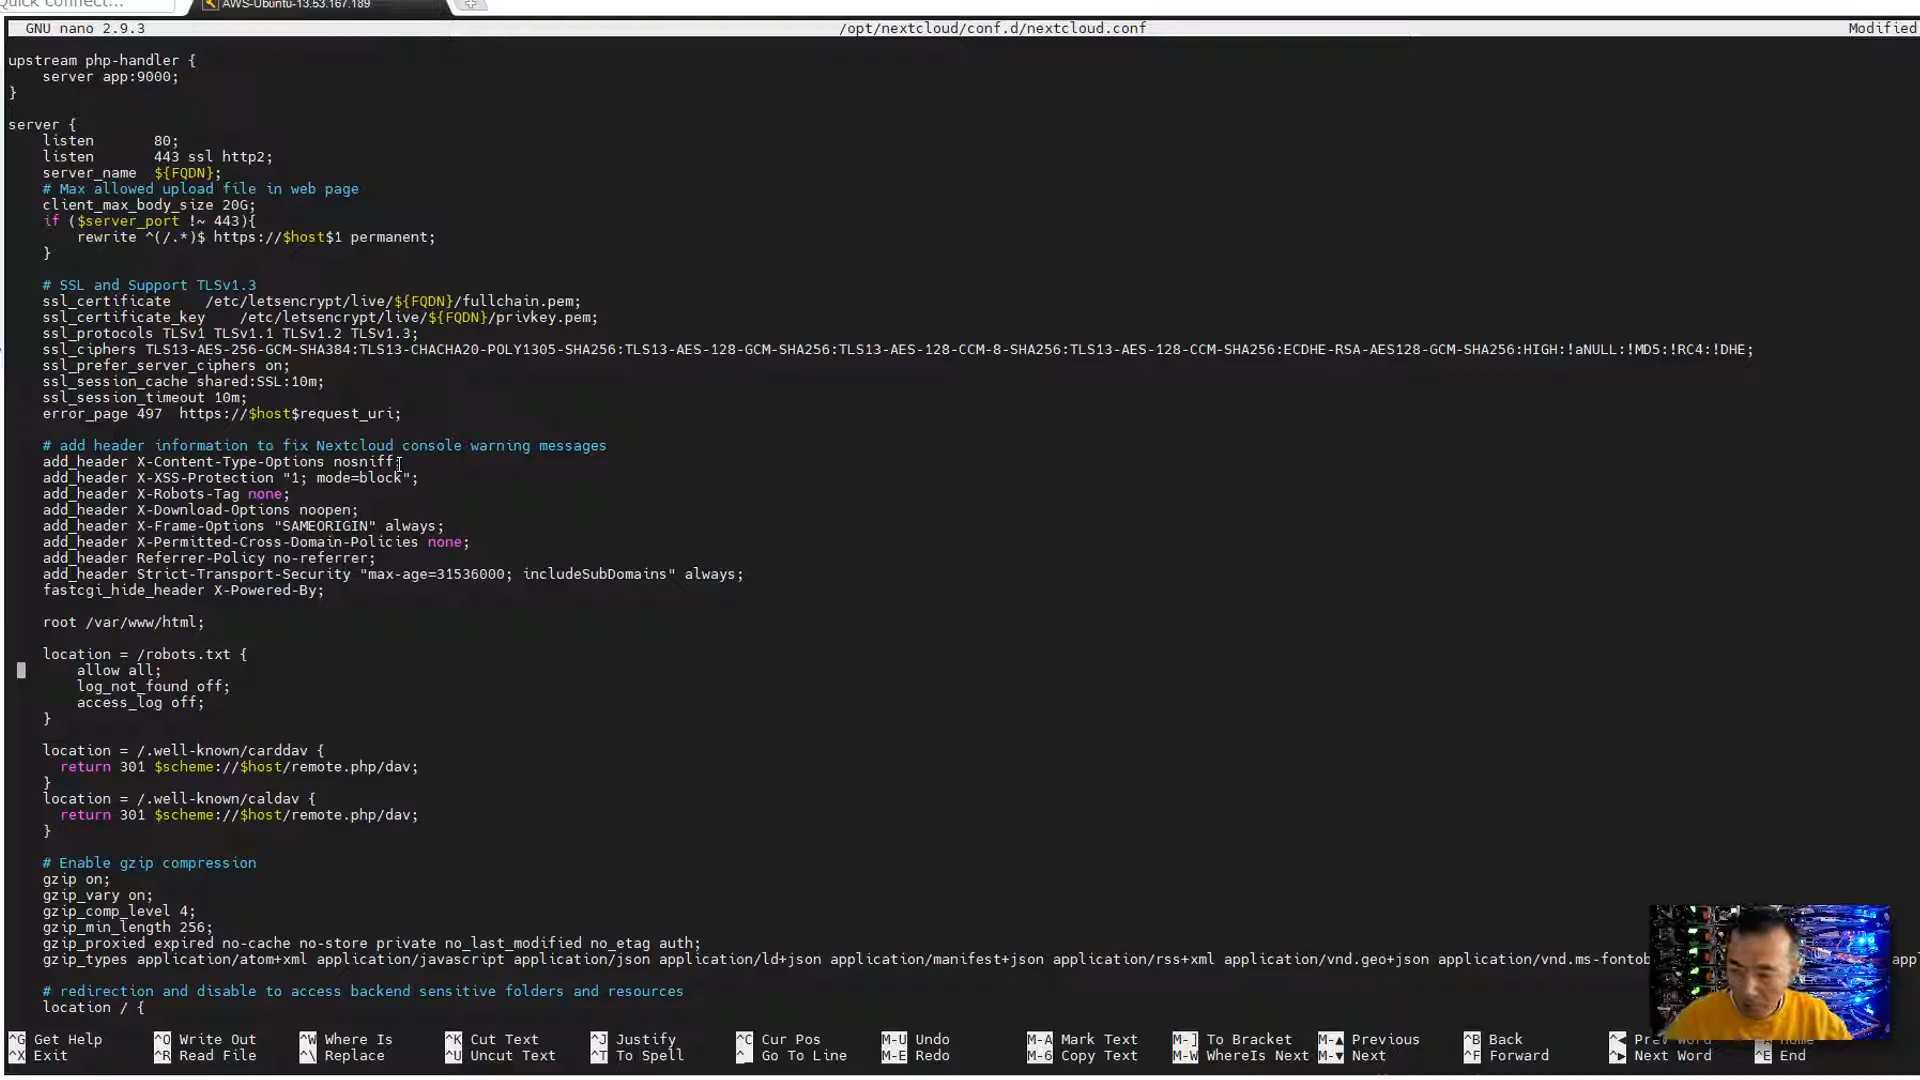 Quick connect...
AWS-Ubuntu-13.53.167.189
GNU nano 2.9.3 /opt/nextcloud/conf.d/nextcloud.conf Modified
upstream php-handler {
server app:9000;
}
server {
listen 80;
listen 443 ssl http2;
server_name ${FQDN};
# Max allowed upload file in web page
client_max_body_size 20G;
if ($server_port !~ 443){
rewrite ^(/.*)$ https://$host$1 permanent;
}
# SSL and Support TLSv1.3
ssl_certificate /etc/letsencrypt/live/${FQDN}/fullchain.pem;
ssl_certificate_key /etc/letsencrypt/live/${FQDN}/privkey.pem;
ssl_protocols TLSv1 TLSv1.1 TLSv1.2 TLSv1.3;
ssl_ciphers TLS13-AES-256-GCM-SHA384:TLS13-CHACHA20-POLY1305-SHA256:TLS13-AES-128-GCM-SHA256:TLS13-AES-128-CCM-8-SHA256:TLS13-AES-128-CCM-SHA256:ECDHE-RSA-AES128-GCM-SHA256:HIGH:!aNULL:!MD5:!RC4:!DHE;
ssl_prefer_server_ciphers on;
ssl_session_cache shared:SSL:10m;
ssl_session_timeout 10m;
error_page 497 https://$host$request_uri;
# add header information to fix Nextcloud console warning messages
add_header X-Content-Type-Options nosniff;
add_header X-XSS-Protection "1; mode=block";
add_header X-Robots-Tag none;
add_header X-Download-Options noopen;
add_header X-Frame-Options "SAMEORIGIN" always;
add_header X-Permitted-Cross-Domain-Policies none;
add_header Referrer-Policy no-referrer;
add_header Strict-Transport-Security "max-age=31536000; includeSubDomains" always;
fastcgi_hide_header X-Powered-By;
root /var/www/html;
location = /robots.txt {
allow all;
log_not_found off;
access_log off;
}
location = /.well-known/carddav {
return 301 $scheme://$host/remote.php/dav;
}
location = /.well-known/caldav {
return 301 $scheme://$host/remote.php/dav;
}
# Enable gzip compression
gzip on;
gzip_vary on;
gzip_comp_level 4;
gzip_min_length 256;
gzip_proxied expired no-cache no-store private no_last_modified no_etag auth;
gzip_types application/atom+xml application/javascript application/json application/ld+json application/manifest+json application/rss+xml application/vnd.geo+json application/vnd.ms-fontob
# redirection and disable to access backend sensitive folders and resources
location / {
^G Get Help ^O Write Out ^W Where Is ^K Cut Text ^J Justify ^C Cur Pos M-U Undo M-A Mark Text M-] To Bracket M-▲ Previous ^B Back
^X Exit ^R Read File ^\ Replace ^U Uncut Text ^T To Spell ^_ Go To Line M-E Redo M-6 Copy Text M-W WhereIs Next M-▼ Next ^F Forward ^▶ Next Word ^E End